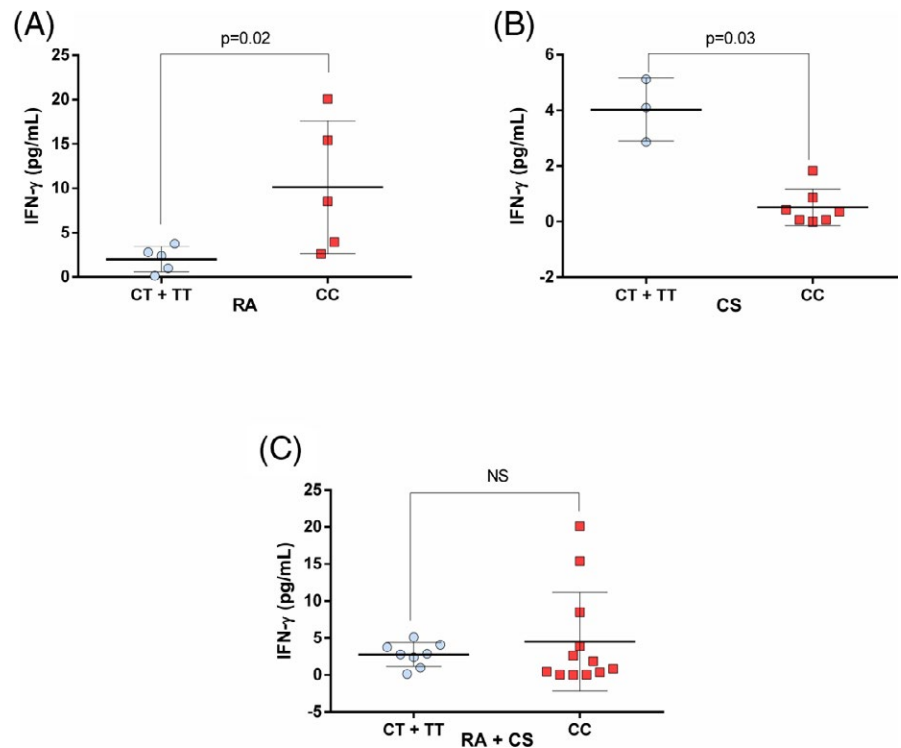 (A)
p=0.02
25
20
15
10
5
0
IFN-γ (pg/mL)
CT + TT
CC
RA
(B)
p=0.03
6
4
2
0
-2
IFN-γ (pg/mL)
CT + TT
CC
CS
(C)
NS
25
20
15
10
5
0
-5
IFN-γ (pg/mL)
CT + TT
CC
RA + CS